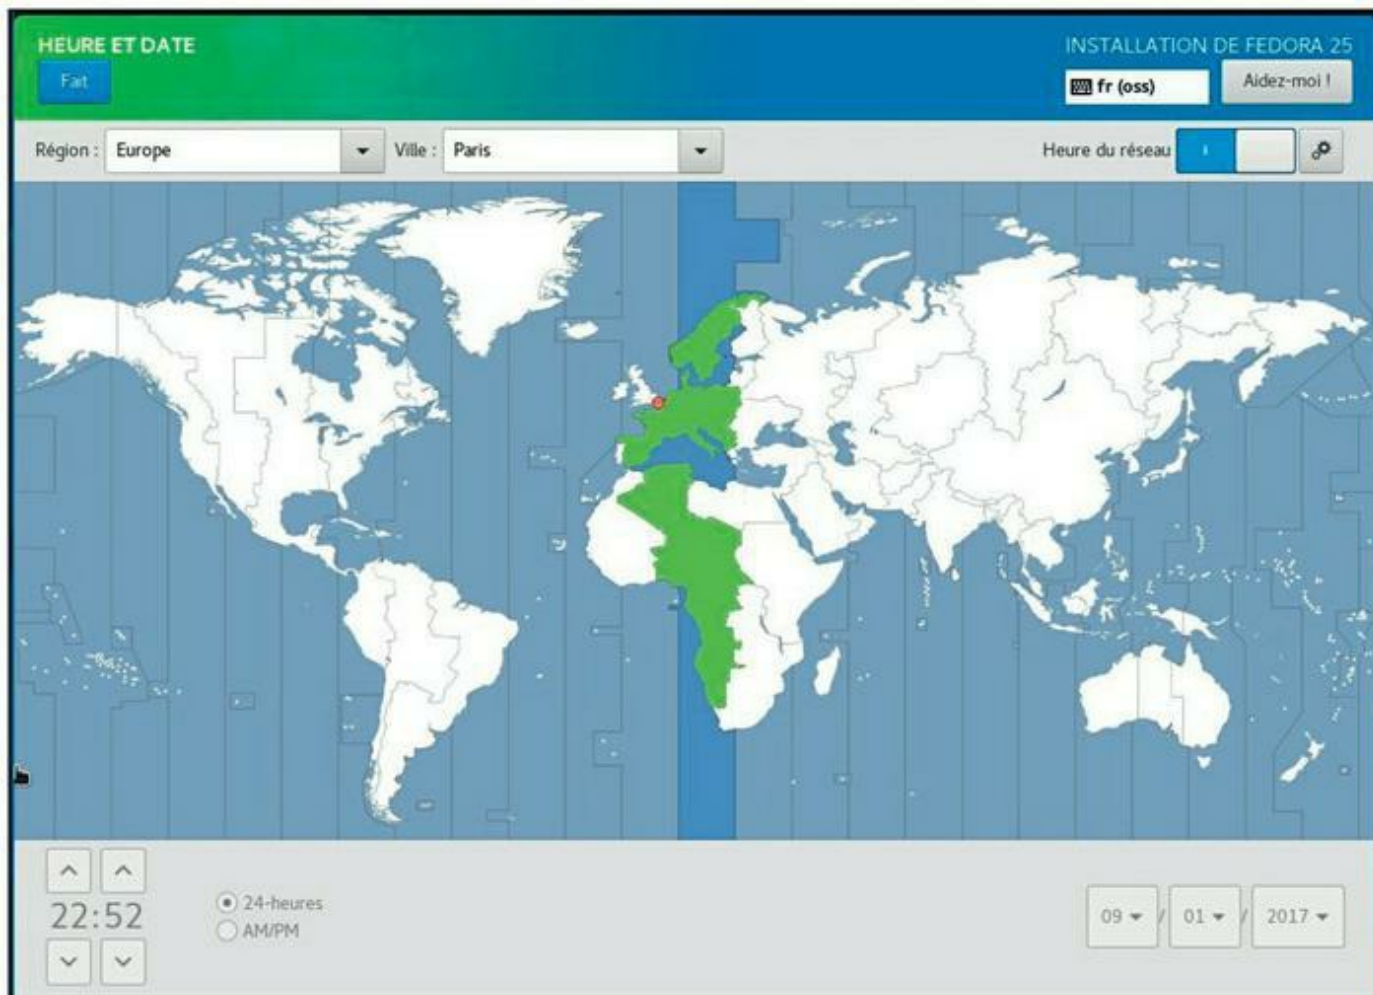 HEURE ET DATE
INSTALLATION DE FEDORA 25
Fait
fr (oss)
Aidez-moi !
Région : Europe
Ville : Paris
Heure du réseau
22:52
24-heures
AM/PM
09 / 01 / 2017